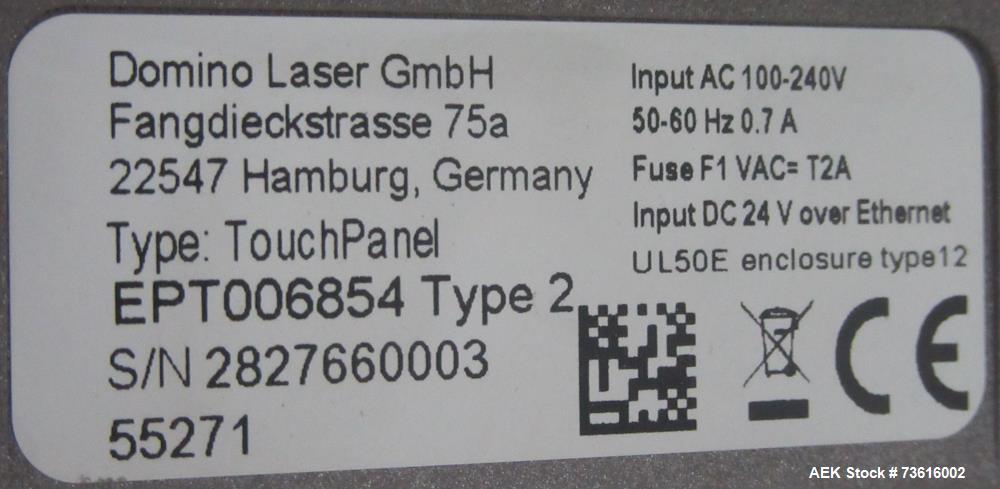 Domino Laser GmbH
Fangdieckstrasse 75a
22547 Hamburg, Germany
Type: TouchPanel
EPT006854 Type 2
S/N 2827660003
55271
Input AC 100-240V
50-60 Hz 0.7 A
Fuse F1 VAC= T2A
Input DC 24 V over Ethernet
UL50E enclosure type12
CE
AEK Stock # 73616002